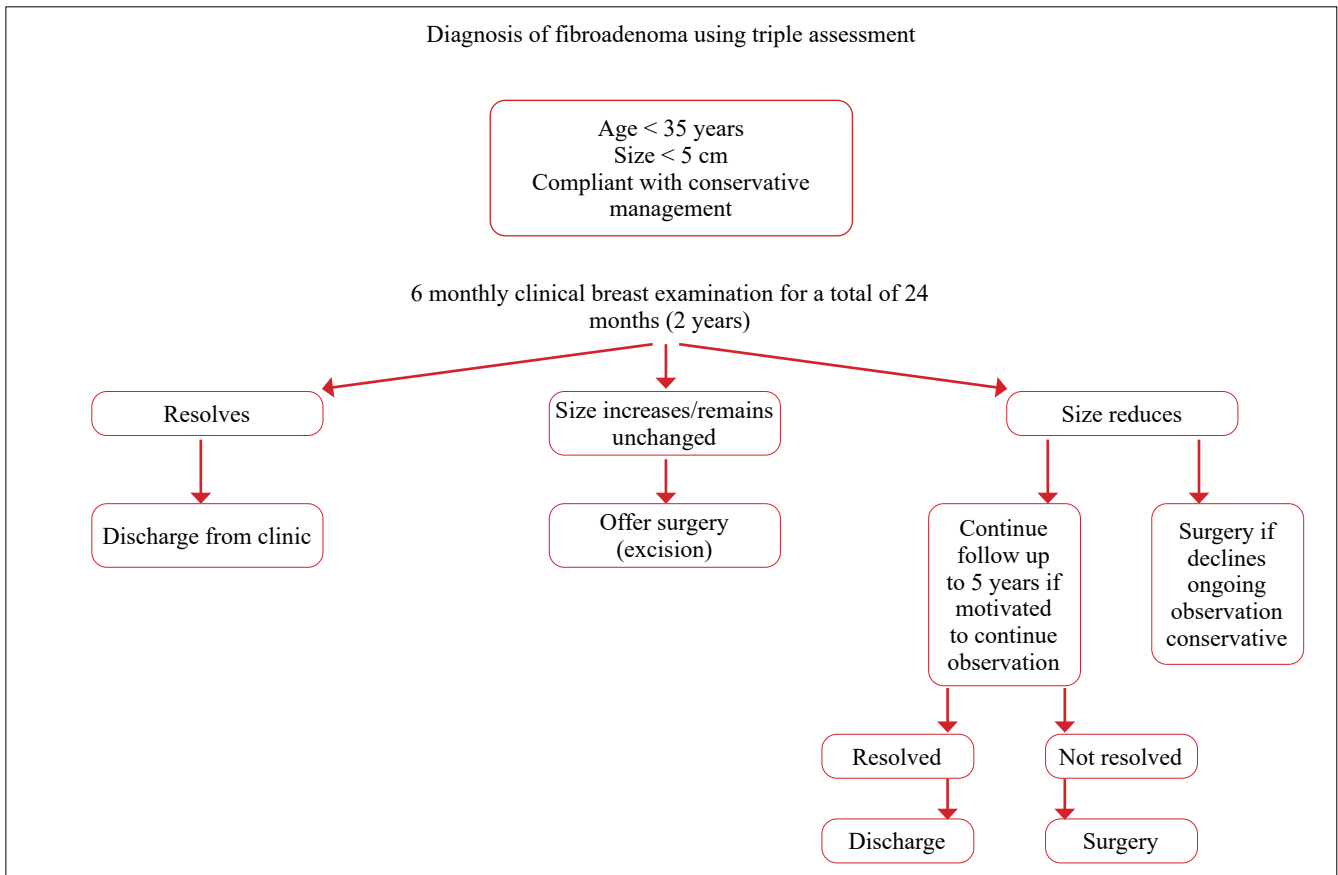 Diagnosis of fibroadenoma using triple assessment
Age < 35 years
Size < 5 cm
Compliant with conservative
management
6 monthly clinical breast examination for a total of 24
months (2 years)
Resolves
Size increases/remains
unchanged
Size reduces
Discharge from clinic
Offer surgery
(excision)
Continue
follow up
to 5 years if
motivated
to continue
observation
Surgery if
declines
ongoing
observation
conservative
Resolved
Not resolved
Discharge
Surgery